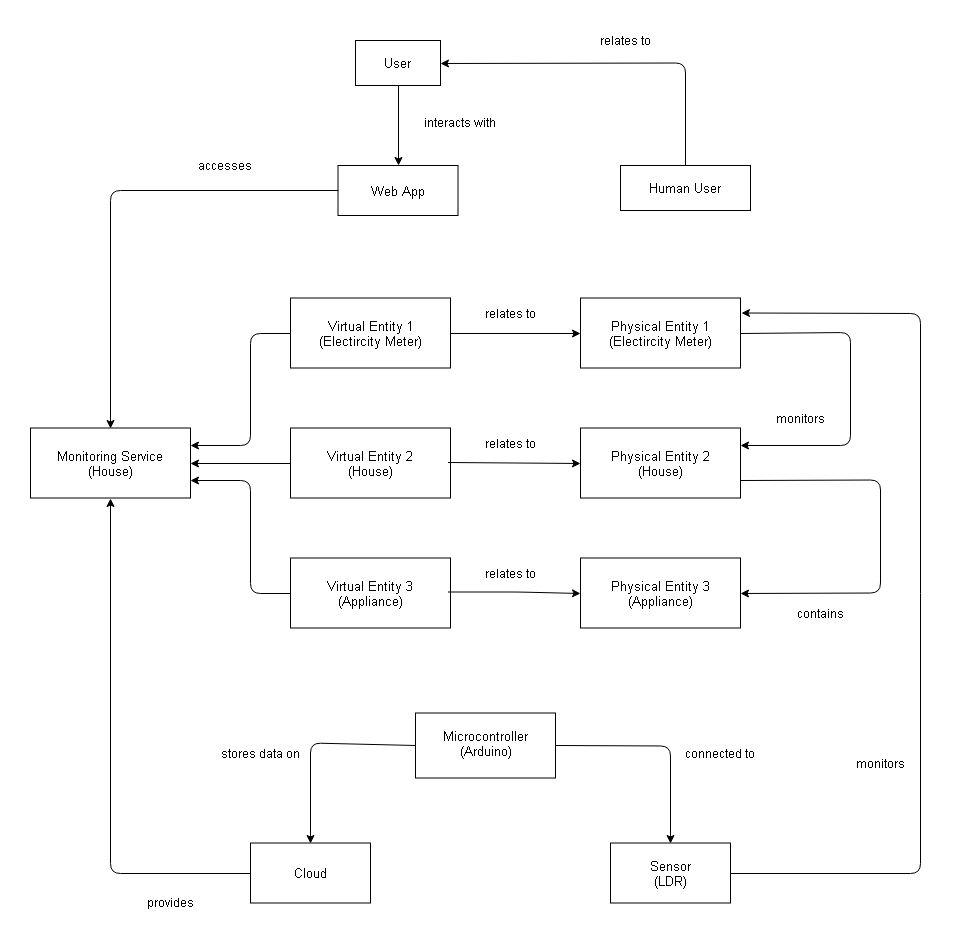 relates to
User
interacts with
accesses
Web App
Human User
Virtual Entity 1
(Electircity Meter)
relates to
Physical Entity 1
(Electircity Meter)
monitors
Monitoring Service
(House)
Virtual Entity 2
(House)
relates to
Physical Entity 2
(House)
Virtual Entity 3
(Appliance)
relates to
Physical Entity 3
(Appliance)
contains
Microcontroller
(Arduino)
stores data on
connected to
monitors
Cloud
Sensor
(LDR)
provides